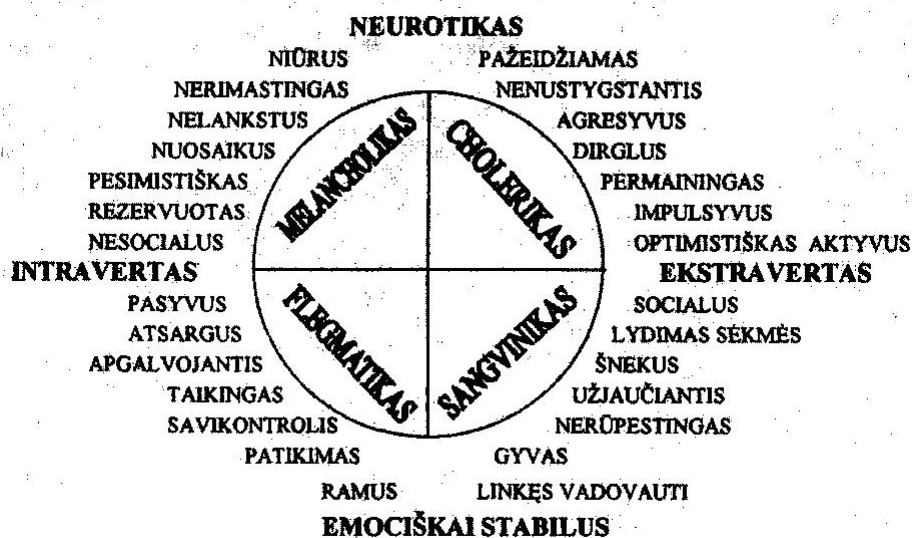 NEUROTIKAS
NIŪRUS PAŽEIDŽIAMAS
NERIMASTINGAS NENUSTYGSTANTIS
NELANKSTUS AGRESYVUS
NUOSAIKUS DIRGLUS
PESIMISTIŠKAS PERMAININGAS
REZERVUOTAS IMPULSYVUS
NESOCIALUS OPTIMISTIŠKAS AKTYVUS
MELANCHOLIKAS CHOLERIKAS
INTRAVERTAS EKSTRAVERTAS
FLEGMATIKAS SANGVINIKAS
PASYVUS SOCIALUS
ATSARGUS LYDIMAS SĖKMĖS
APGALVOJANTIS ŠNEKUS
TAIKINGAS UŽJAUČIANTIS
SAVIKONTROLIS NERŪPESTINGAS
PATIKIMAS GYVAS
RAMUS LINKĘS VADOVAUTI
EMOCIŠKAI STABILUS